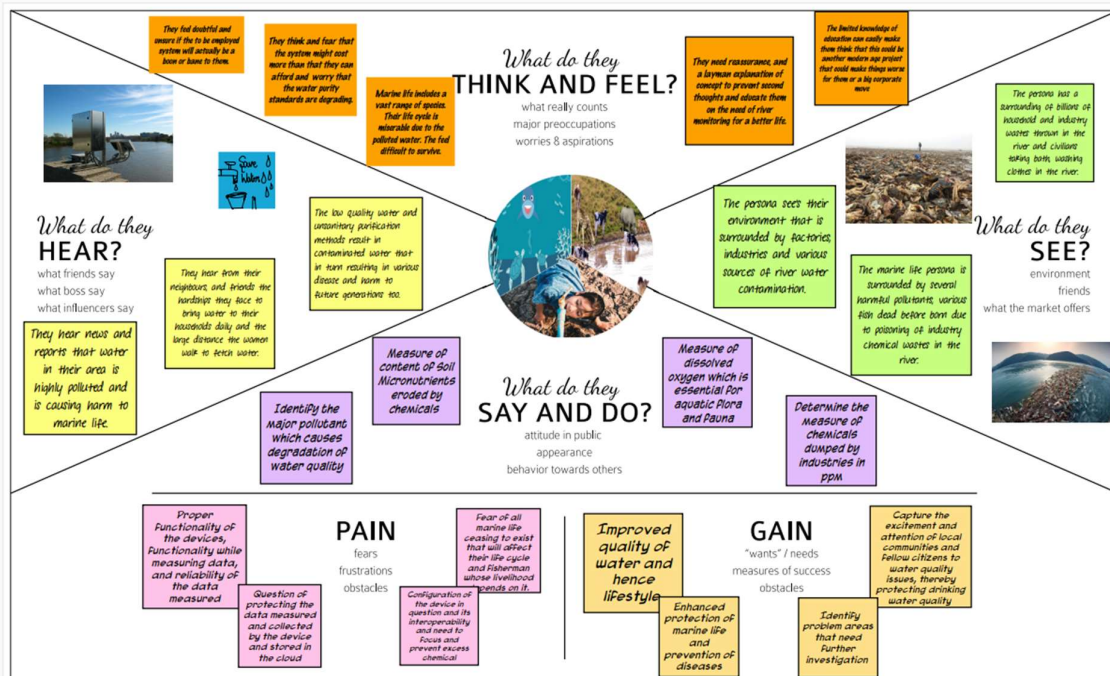 They fed doubtful and
unsure if the to be employed
system will actually be a
boon or bane to them.
They think and fear that
the system might cost
more than that they can
afford and worry that
the water purity
standards are degrading.
Marine life includes a
vast range of species.
Their life cycle is
miserable due to the
polluted water. The fed
difficult to survive.
What do they
THINK AND FEEL?
what really counts
major preoccupations
worries & aspirations
They need reassurance, and
a layman explanation of
concept to prevent second
thoughts and educate them
on the need of river
monitoring for a better life.
The limited knowledge of
education can easily make
them think that this could be
another modern age project
that could make things worse
for them or a big corporate
move
Save
Water
What do they
HEAR?
what friends say
what boss say
what influencers say
The low quality water and
unsanitary purification
methods result in
contaminated water that
in turn resulting in various
disease and harm to
future generations too.
They hear from their
neighbours, and friends the
hardships they face to
bring water to their
households daily and the
large distance the women
walk to fetch water.
They hear news and
reports that water
in their area is
highly polluted and
is causing harm to
marine life.
The persona has a
surrounding of billions of
household and industry
wastes thrown in the
river and civilians
taking bath, washing
clothes in the river.
The persona sees their
environment that is
surrounded by factories,
industries and various
sources of river water
contamination.
The marine life persona is
surrounded by several
harmful pollutants, various
fish dead before born due
to poisoning of industry
chemical wastes in the
river.
What do they
SEE?
environment
friends
what the market offers
Measure of
content of Soil
Micronutrients
eroded by
chemicals
Identify the
major pollutant
which causes
degradation of
water quality
What do they
SAY AND DO?
attitude in public
appearance
behavior towards others
Measure of
dissolved
oxygen which is
essential for
aquatic flora
and fauna
Determine the
measure of
chemicals
dumped by
industries in
ppm
Proper
functionality of
the devices,
functionality while
measuring data,
and reliability of
the data
measured
Question of
protecting the
data measured
and collected
by the device
and stored in
the cloud
PAIN
fears
frustrations
obstacles
Fear of all
marine life
ceasing to exist
that will affect
their life cycle
and Fisherman
whose livelihood
depends on it.
Configuration of
the device in
question and its
interoperability
and need to
focus and
prevent excess
chemical
Improved
quality of
water and
hence
lifestyle
Enhanced
protection of
marine life
and
prevention of
diseases
GAIN
"wants" / needs
measures of success
obstacles
Capture the
excitement and
attention of local
communities and
fellow citizens to
water quality
issues, thereby
protecting drinking
water quality
Identify
problem areas
that need
further
investigation